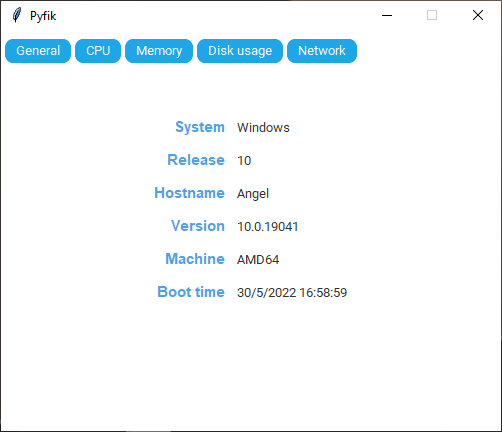 Pyfik
General CPU Memory Disk usage Network
System Windows
Release 10
Hostname Angel
Version 10.0.19041
Machine AMD64
Boot time 30/5/2022 16:58:59